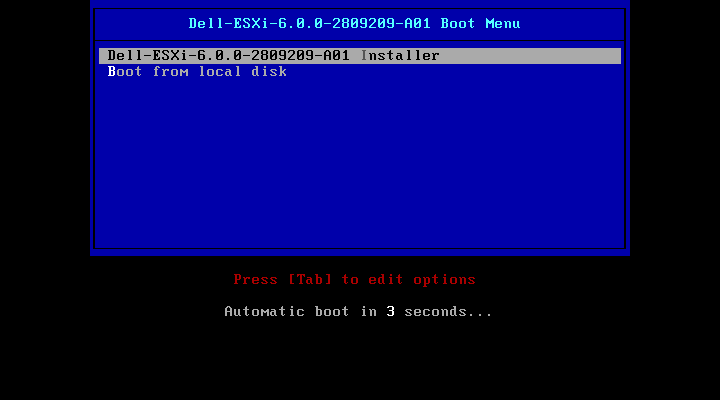 Dell-ESXi-6.0.0-2809209-A01 Boot Menu
Dell-ESXi-6.0.0-2809209-A01 Installer
Boot from local disk
Press [Tab] to edit options
Automatic boot in 3 seconds...